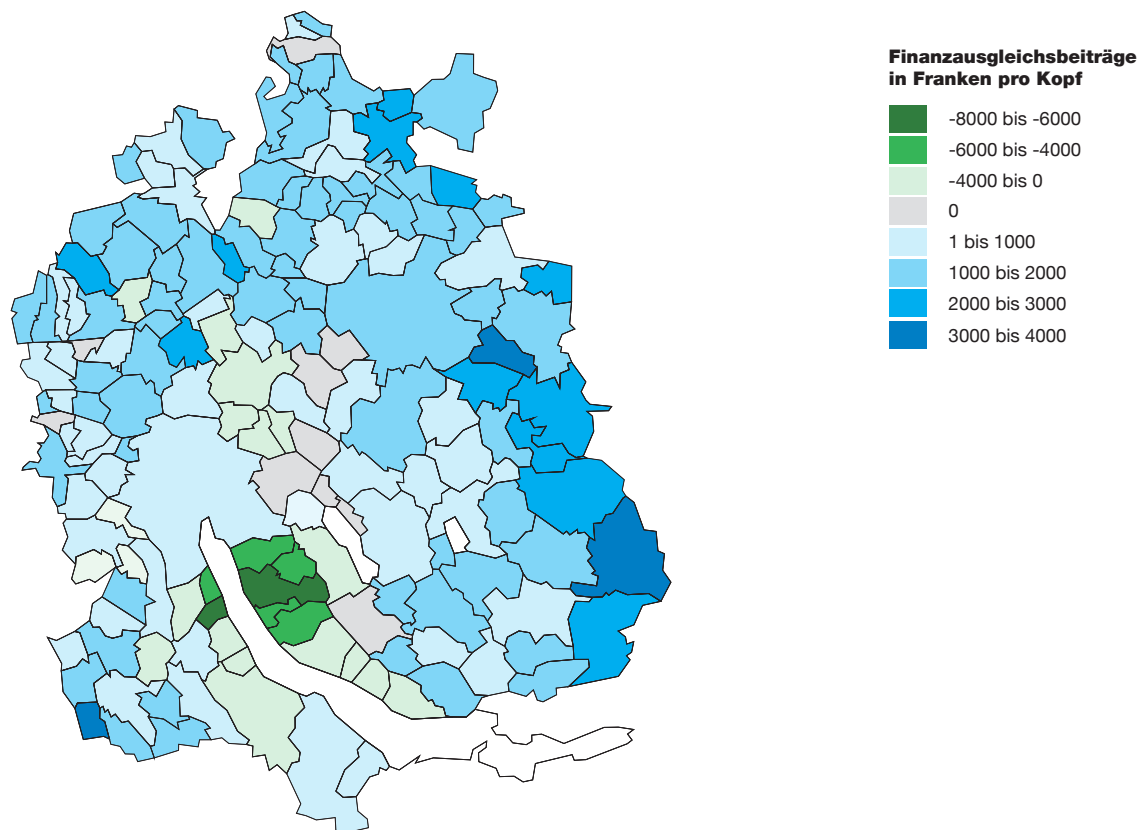 Finanzausgleichsbeiträge
in Franken pro Kopf
-8000 bis -6000
-6000 bis -4000
-4000 bis 0
0
1 bis 1000
1000 bis 2000
2000 bis 3000
3000 bis 4000